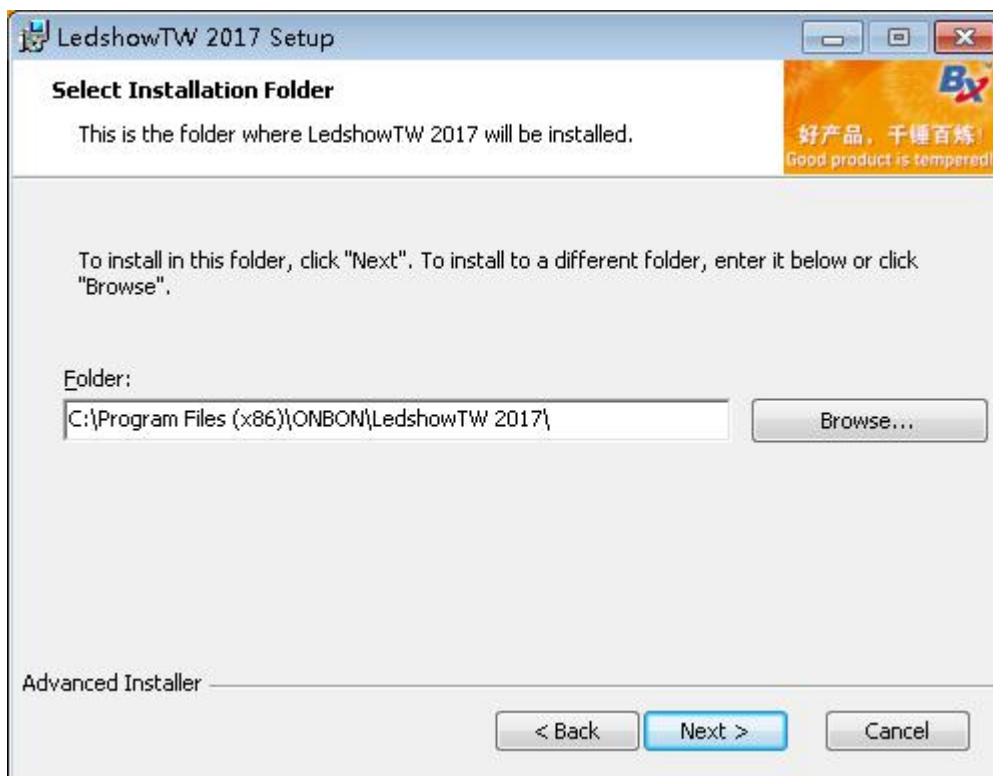 LedshowTW 2017 Setup
Select Installation Folder
This is the folder where LedshowTW 2017 will be installed.
BX
好产品，千锤百炼!
Good product is tempered!
To install in this folder, click "Next". To install to a different folder, enter it below or click
"Browse".
Folder:
C:\Program Files (x86)\ONBON\LedshowTW 2017\
Browse...
Advanced Installer
< Back
Next >
Cancel